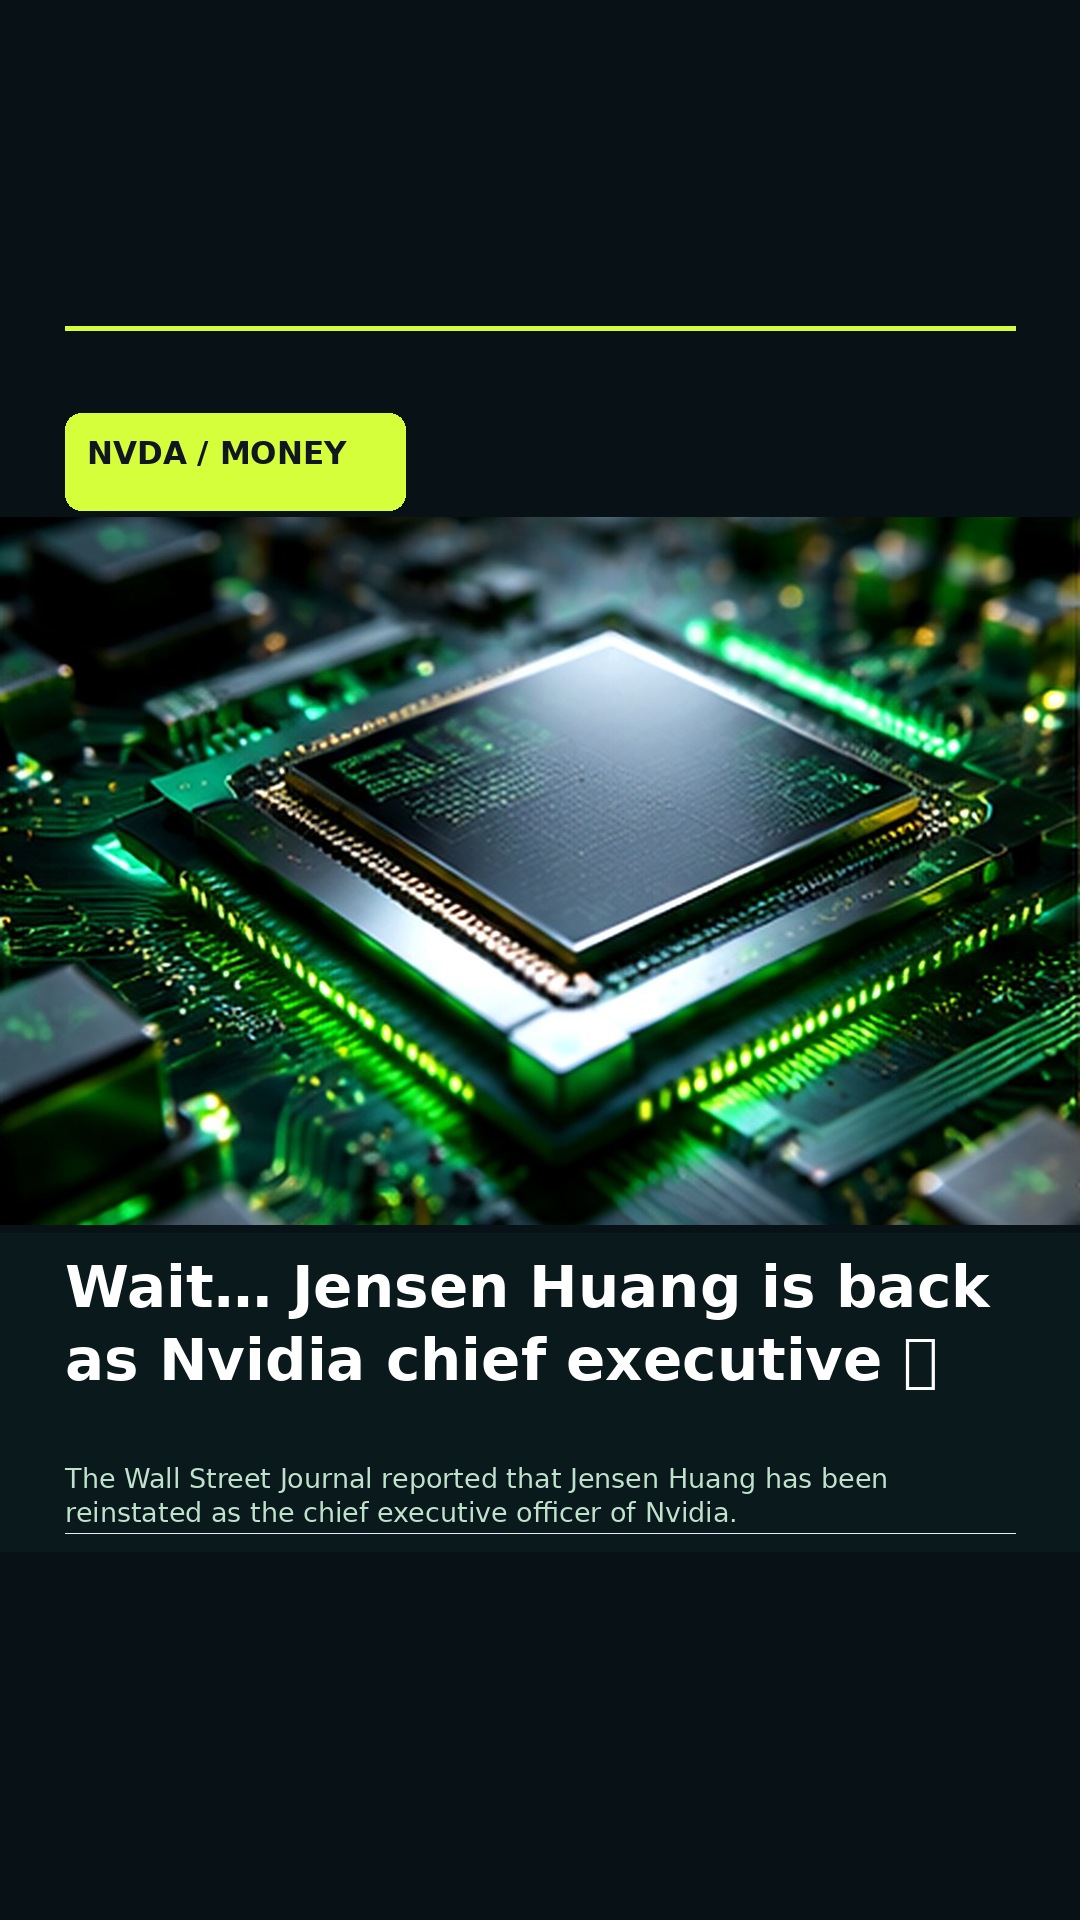 NVDA / MONEY
Wait... Jensen Huang is back
as Nvidia chief executive
The Wall Street Journal reported that Jensen Huang has been
reinstated as the chief executive officer of Nvidia.